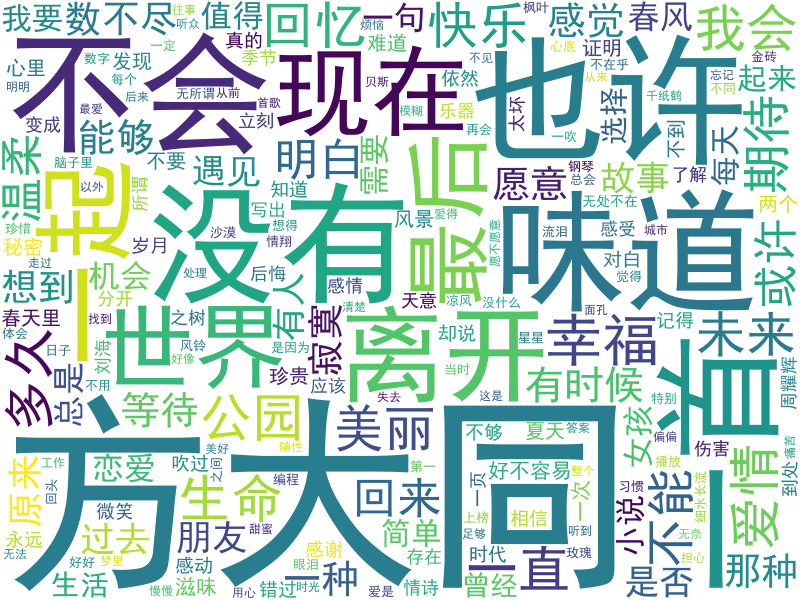 我要
数不尽
往事
听众
值得
回忆
烦恼
一句
快乐
枫叶
感觉
春风
我会
真的
一定
难道
证明
季节
心底
金砖
不会
现在
也许
心里
数字
发现
依然
不见
不在乎
忘记
起来
明明
每个
无所谓
从前
贝斯
从来
不同
变成
后来
最爱
首歌
模糊
乐器
太坏
千纸鹤
选择
能够
立刻
再会
一吹
不到
每天
期待
温柔
脑子里
不要
遇见
明白
需要
最后
愿意
钢琴
总会
故事
了解
一起
以外
所谓
知道
无处不在
两个
珍惜
没有
写出
想得
风景
爱得
味道
秘密
岁月
沙漠
情翔
感受
愿不愿意
流泪
城市
对白
觉得
或许
走过
机会
处理
后悔
感情
天意
凉风
没什么
面孔
想到
分开
有人
清楚
记得
春天里
找到
之树
世界
离开
寂寞
却说
星星
幸福
未来
体会
日子
刘海
风铃
是因为
当时
多久
总是
不用
好像
珍贵
应该
失去
这是
有时候
一首
周耀辉
等待
公园
美丽
女孩
特别
方大同
美好
随性
不够
夏天
答案
偏偏
伤害
原来
恋爱
吹过
之间
好不容易
整个
播放
爱情
痛苦
到处
工作
回头
生命
编程
回来
第一
一页
一次
小说
习惯
不能
细水长流
永远
微笑
上榜
相信
过去
朋友
甜蜜
简单
足够
听到
无奈
无法
梦里
感谢
存在
时代
玫瑰
担心
好好
感动
眼泪
一种
情诗
一直
那种
生活
慢慢
滋味
用心
错过
时光
爱是
曾经
是否